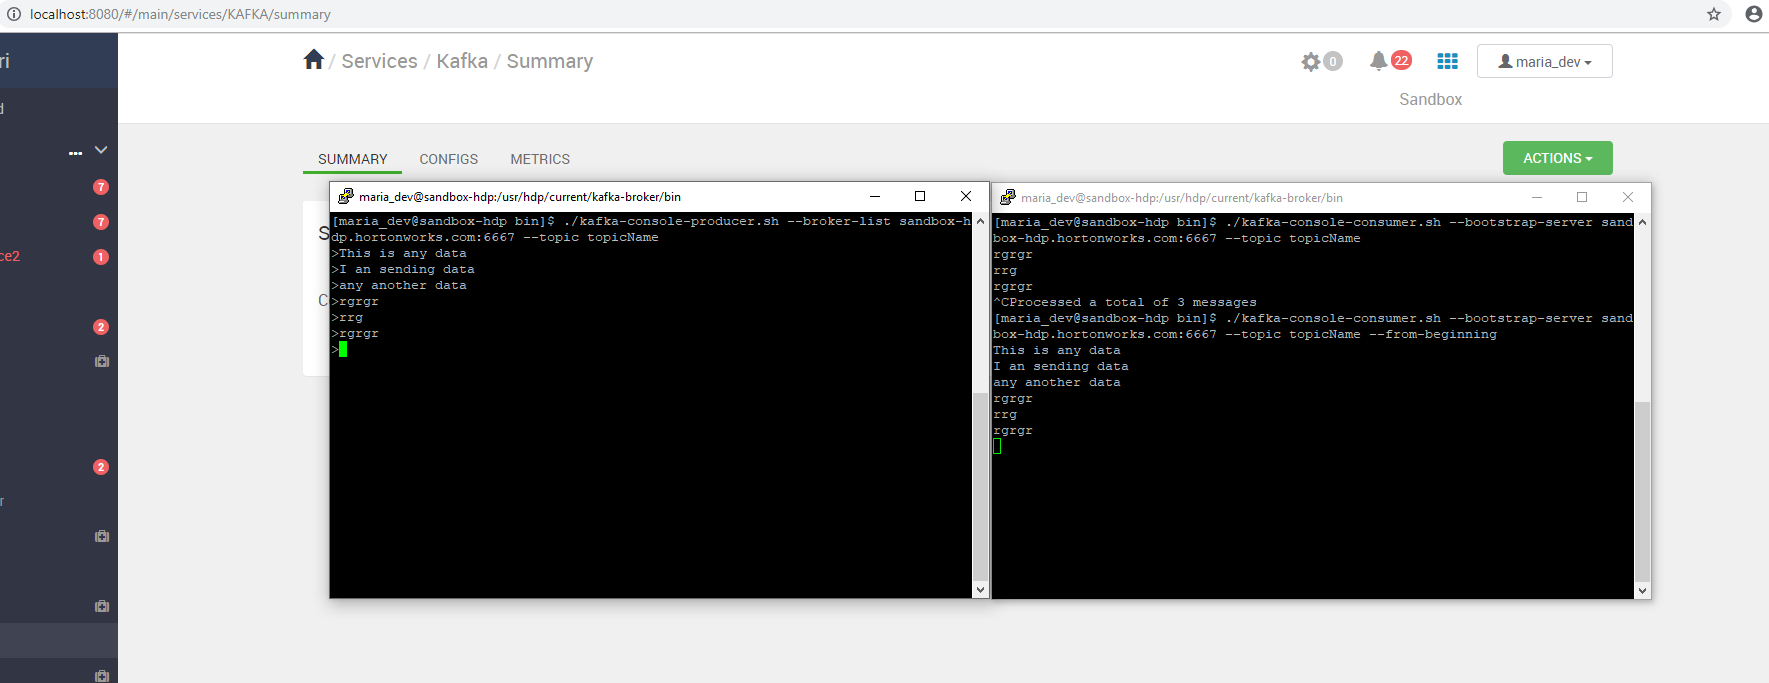 localhost:8080/#/main/services/KAFKA/summary
ri
/ Services / Kafka / Summary
0
22
maria_dev
Sandbox
d
...
7
7
ce2
1
2
2
r
SUMMARY
CONFIGS
METRICS
ACTIONS
S
C
maria_dev@sandbox-hdp:/usr/hdp/current/kafka-broker/bin
[maria_dev@sandbox-hdp bin]$ ./kafka-console-producer.sh --broker-list sandbox-h
dp.hortonworks.com:6667 --topic topicName
>This is any data
>I an sending data
>any another data
>rgrgr
>rrg
>rgrgr
>
maria_dev@sandbox-hdp:/usr/hdp/current/kafka-broker/bin
[maria_dev@sandbox-hdp bin]$ ./kafka-console-consumer.sh --bootstrap-server sand
box-hdp.hortonworks.com:6667 --topic topicName
rgrgr
rrg
rgrgr
^CProcessed a total of 3 messages
[maria_dev@sandbox-hdp bin]$ ./kafka-console-consumer.sh --bootstrap-server sand
box-hdp.hortonworks.com:6667 --topic topicName --from-beginning
This is any data
I an sending data
any another data
rgrgr
rrg
rgrgr